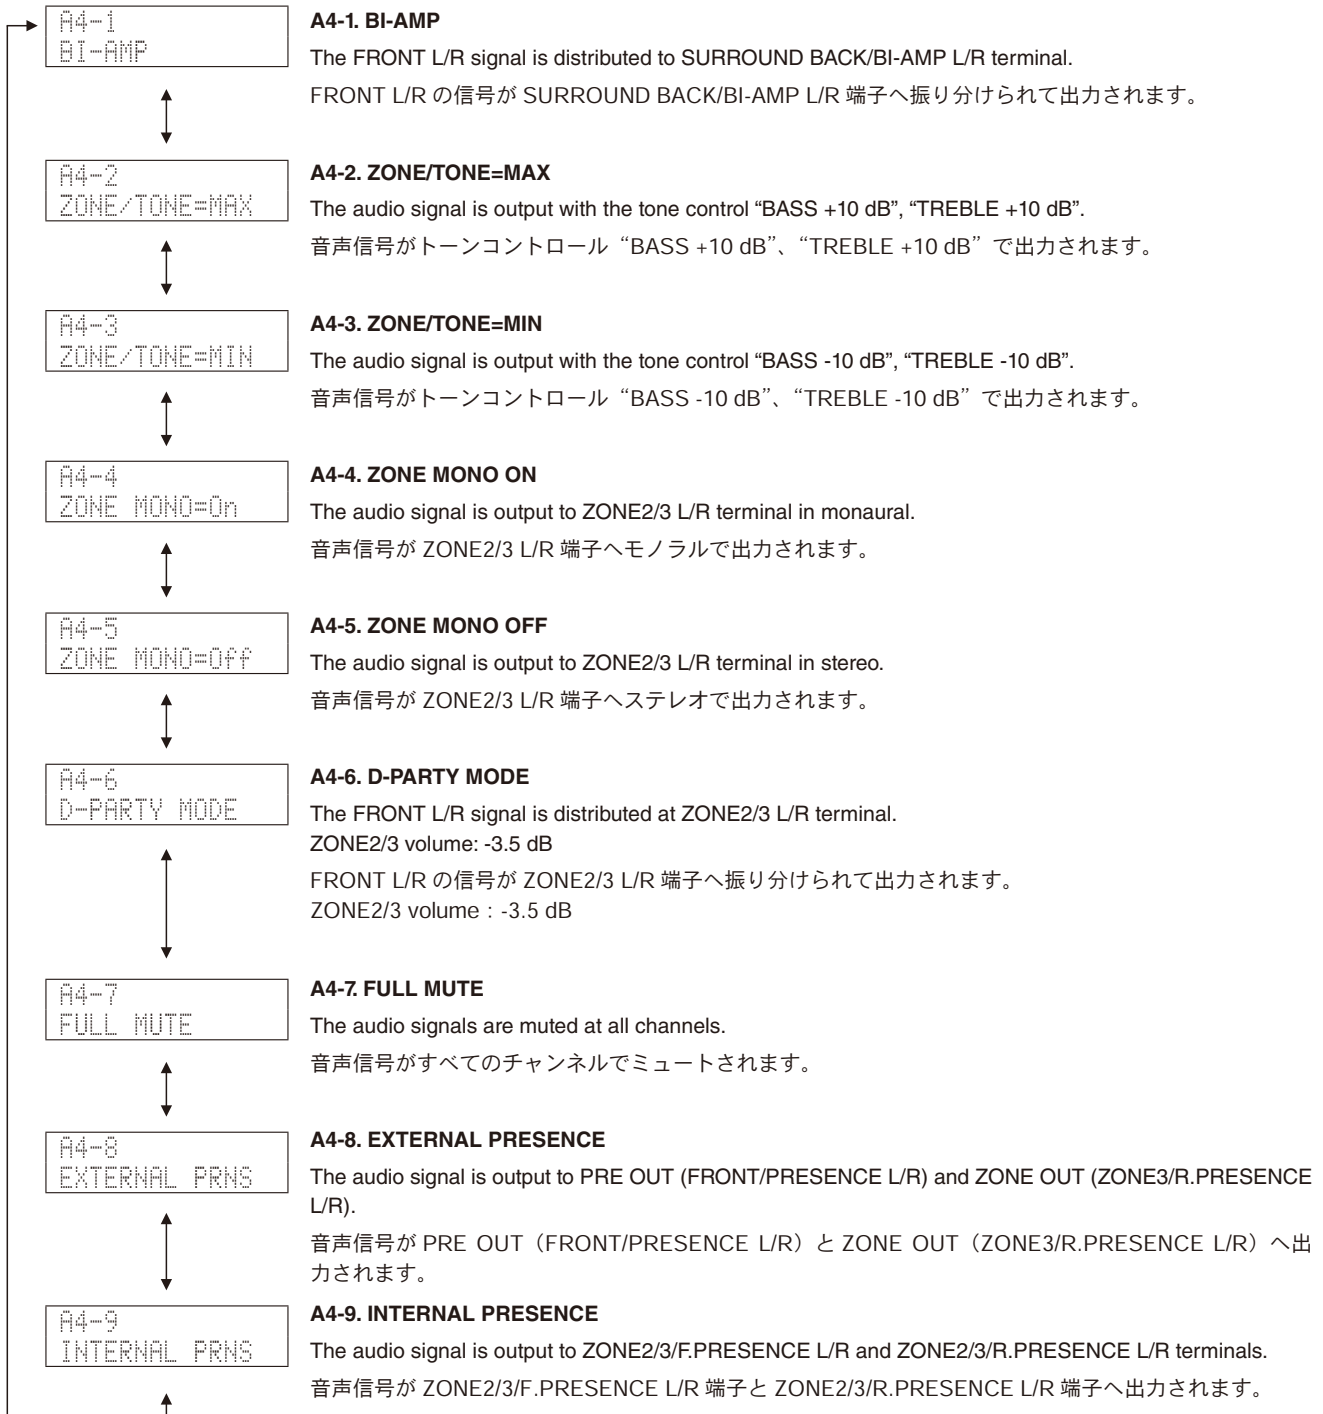 A4-1
BI-AMP
A4-1. BI-AMP
The FRONT L/R signal is distributed to SURROUND BACK/BI-AMP L/R terminal.
FRONT L/R の信号が SURROUND BACK/BI-AMP L/R 端子へ振り分けられて出力されます。
A4-2
ZONE/TONE=MAX
A4-2. ZONE/TONE=MAX
The audio signal is output with the tone control “BASS +10 dB”, “TREBLE +10 dB”.
音声信号がトーンコントロール“BASS +10 dB”、“TREBLE +10 dB”で出力されます。
A4-3
ZONE/TONE=MIN
A4-3. ZONE/TONE=MIN
The audio signal is output with the tone control “BASS -10 dB”, “TREBLE -10 dB”.
音声信号がトーンコントロール“BASS -10 dB”、“TREBLE -10 dB”で出力されます。
A4-4
ZONE MONO=On
A4-4. ZONE MONO ON
The audio signal is output to ZONE2/3 L/R terminal in monaural.
音声信号が ZONE2/3 L/R 端子へモノラルで出力されます。
A4-5
ZONE MONO=Off
A4-5. ZONE MONO OFF
The audio signal is output to ZONE2/3 L/R terminal in stereo.
音声信号が ZONE2/3 L/R 端子へステレオで出力されます。
A4-6
D-PARTY MODE
A4-6. D-PARTY MODE
The FRONT L/R signal is distributed at ZONE2/3 L/R terminal.
ZONE2/3 volume: -3.5 dB
FRONT L/R の信号が ZONE2/3 L/R 端子へ振り分けられて出力されます。
ZONE2/3 volume：-3.5 dB
A4-7
FULL MUTE
A4-7. FULL MUTE
The audio signals are muted at all channels.
音声信号がすべてのチャンネルでミュートされます。
A4-8
EXTERNAL PRNS
A4-8. EXTERNAL PRESENCE
The audio signal is output to PRE OUT (FRONT/PRESENCE L/R) and ZONE OUT (ZONE3/R.PRESENCE
L/R).
音声信号が PRE OUT（FRONT/PRESENCE L/R）と ZONE OUT（ZONE3/R.PRESENCE L/R）へ出
力されます。
A4-9
INTERNAL PRNS
A4-9. INTERNAL PRESENCE
The audio signal is output to ZONE2/3/F.PRESENCE L/R and ZONE2/3/R.PRESENCE L/R terminals.
音声信号が ZONE2/3/F.PRESENCE L/R 端子と ZONE2/3/R.PRESENCE L/R 端子へ出力されます。